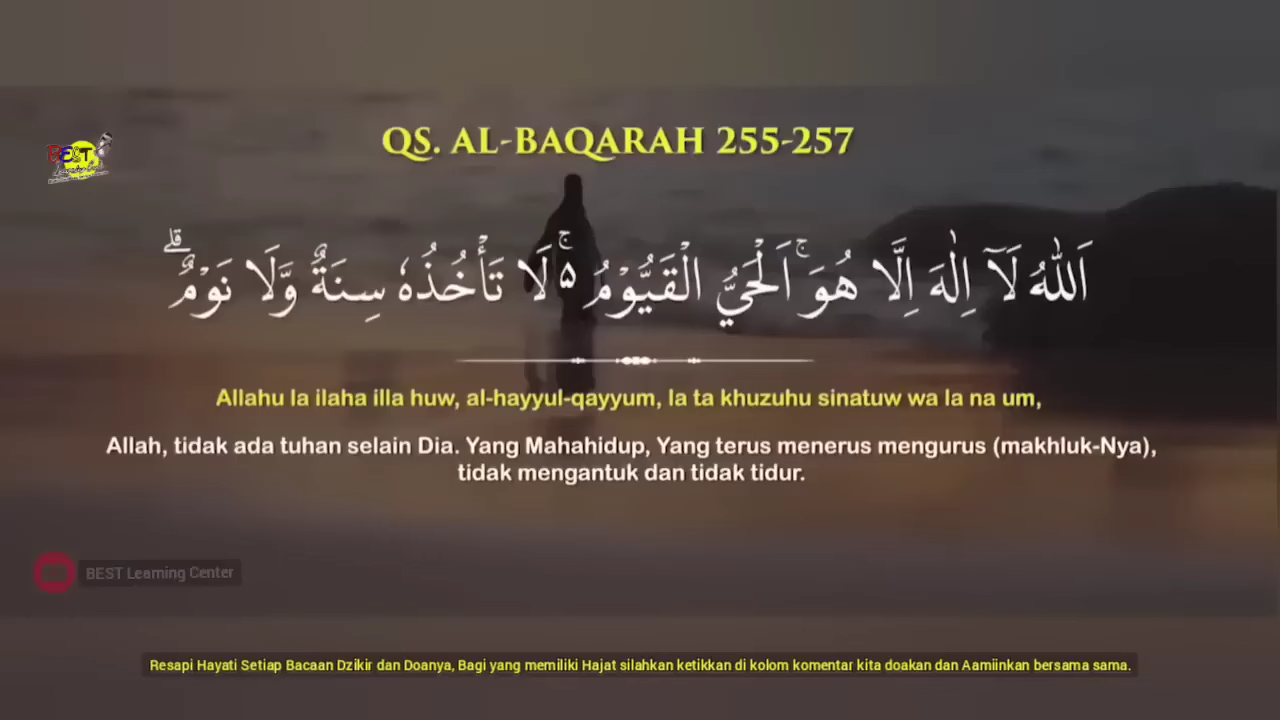 QS. AL-BAQARAH 255-257
BEST
اَللّٰهُ لَآ اِلٰهَ اِلَّا هُوَۚ اَلْحَيُّ الْقَيُّوْمُ ەۚ لَا تَأْخُذُهٗ سِنَةٌ وَّلَا نَوْمٌۗ
Allahu la ilaha illa huw, al-hayyul-qayyum, la ta khuzuhu sinatuw wa la na um,
Allah, tidak ada tuhan selain Dia. Yang Mahahidup, Yang terus menerus mengurus (makhluk-Nya),
tidak mengantuk dan tidak tidur.
BEST Learning Center
Resapi Hayati Setiap Bacaan Dzikir dan Doanya, Bagi yang memiliki Hajat silahkan ketikkan di kolom komentar kita doakan dan Aamiinkan bersama sama.